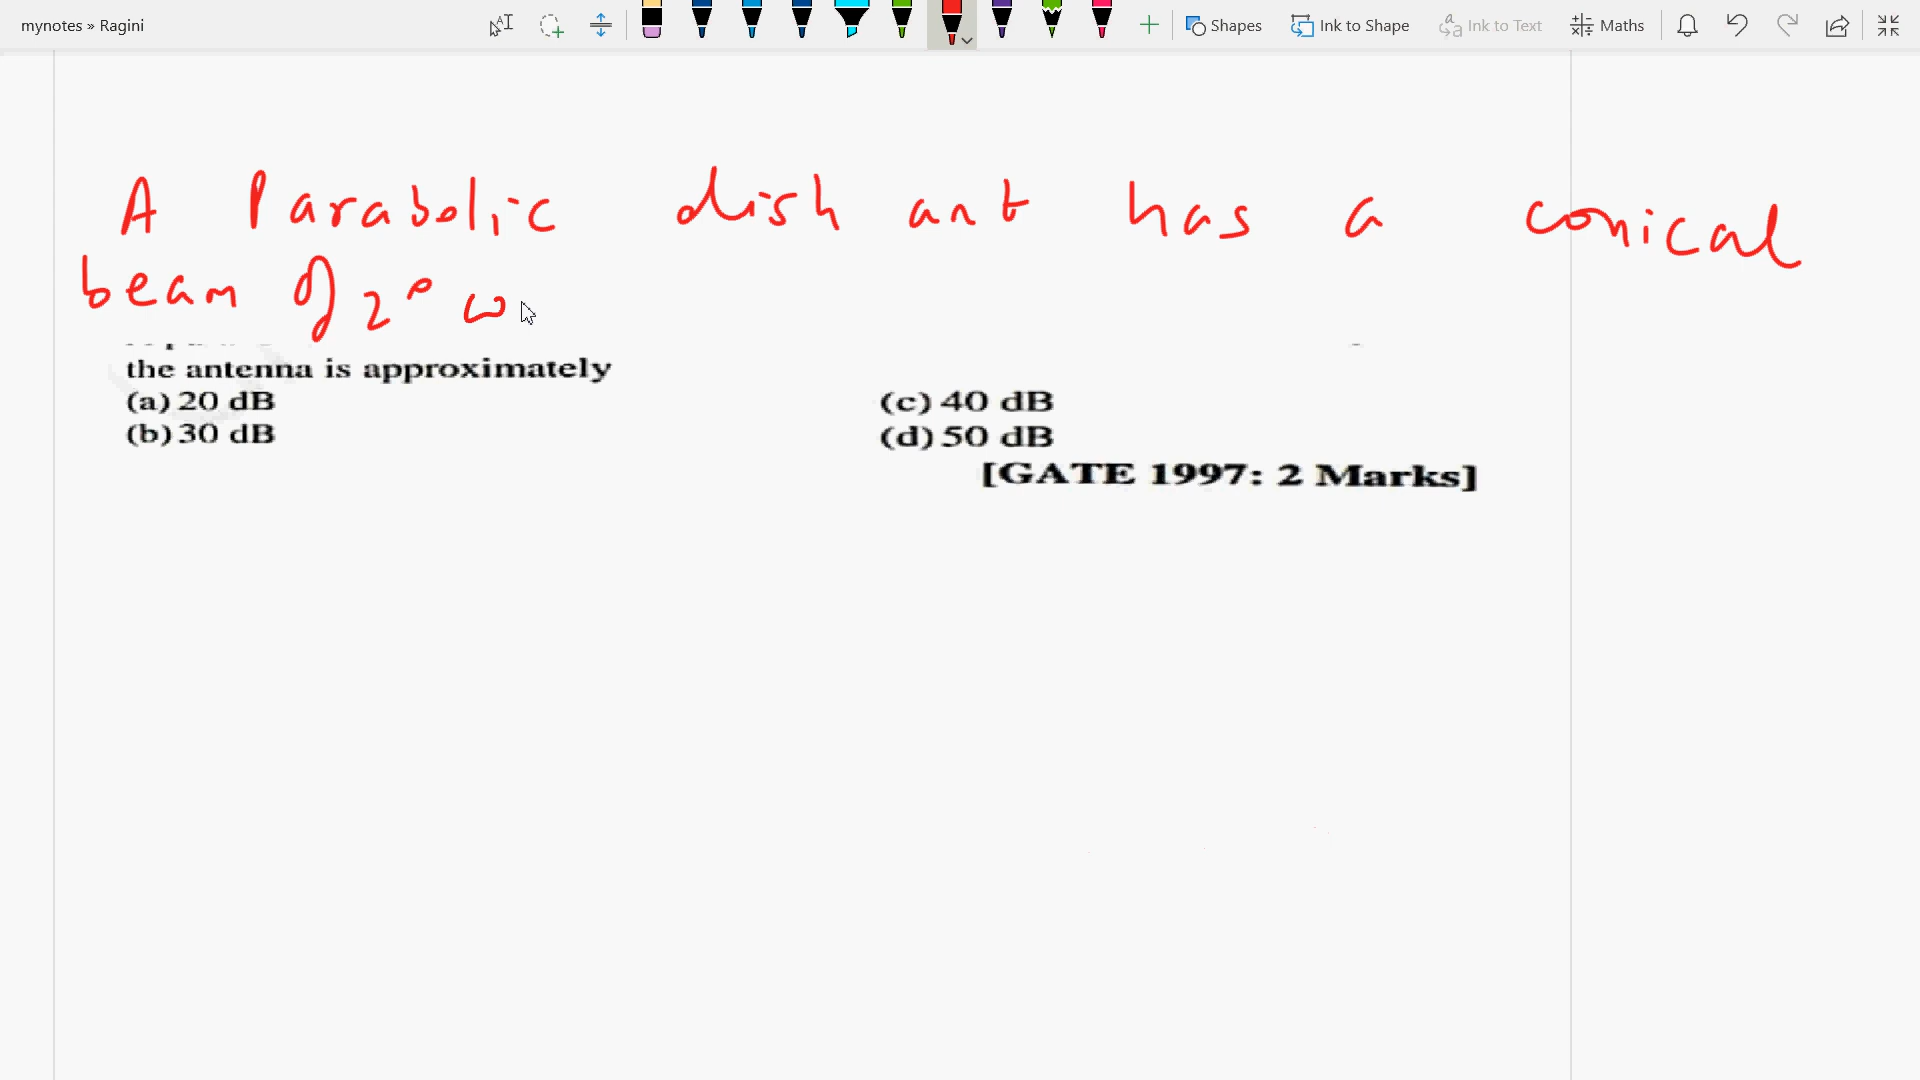 mynotes » Ragini
Shapes Ink to Shape Ink to Text Maths
A Parabolic dish ant has a conical
beam of 2° w
the antenna is approximately
(a) 20 dB (c) 40 dB
(b) 30 dB (d) 50 dB
[GATE 1997: 2 Marks]